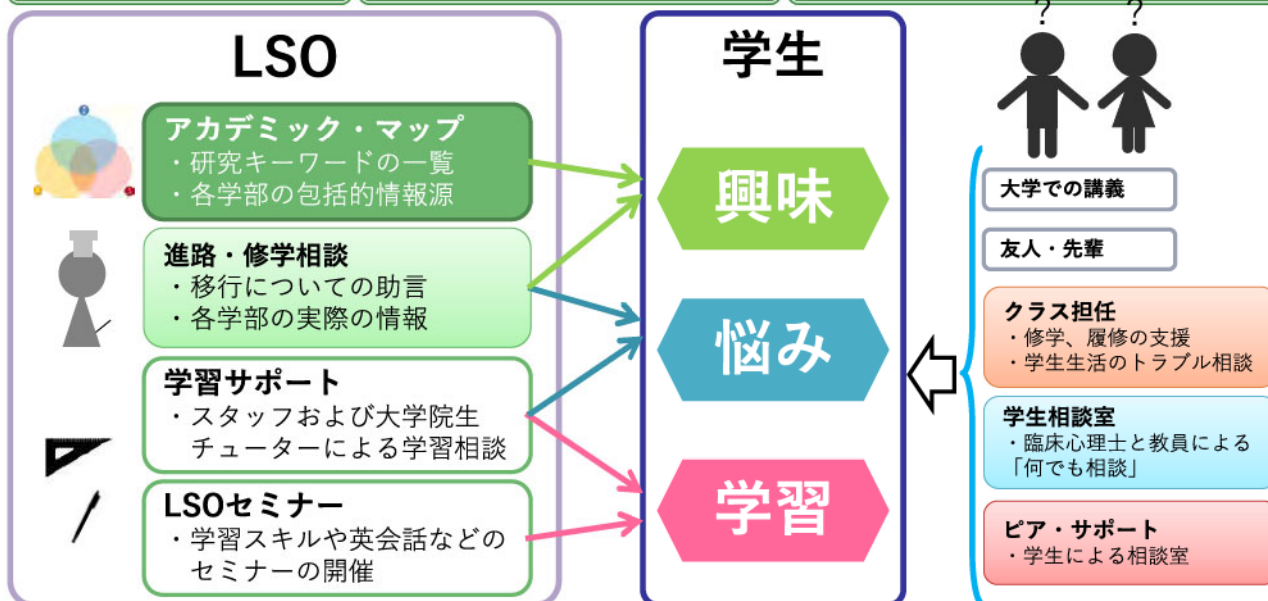 LSO
アカデミック・マップ
・研究キーワードの一覧
・各学部の包括的情報源
進路・修学相談
・移行についての助言
・各学部の実際の情報
学習サポート
・スタッフおよび大学院生
チューターによる学習相談
LSOセミナー
・学習スキルや英会話などの
セミナーの開催
学生
興味
悩み
学習
?
?
大学での講義
友人・先輩
クラス担任
・修学、履修の支援
・学生生活のトラブル相談
学生相談室
・臨床心理士と教員による
「何でも相談」
ピア・サポート
・学生による相談室